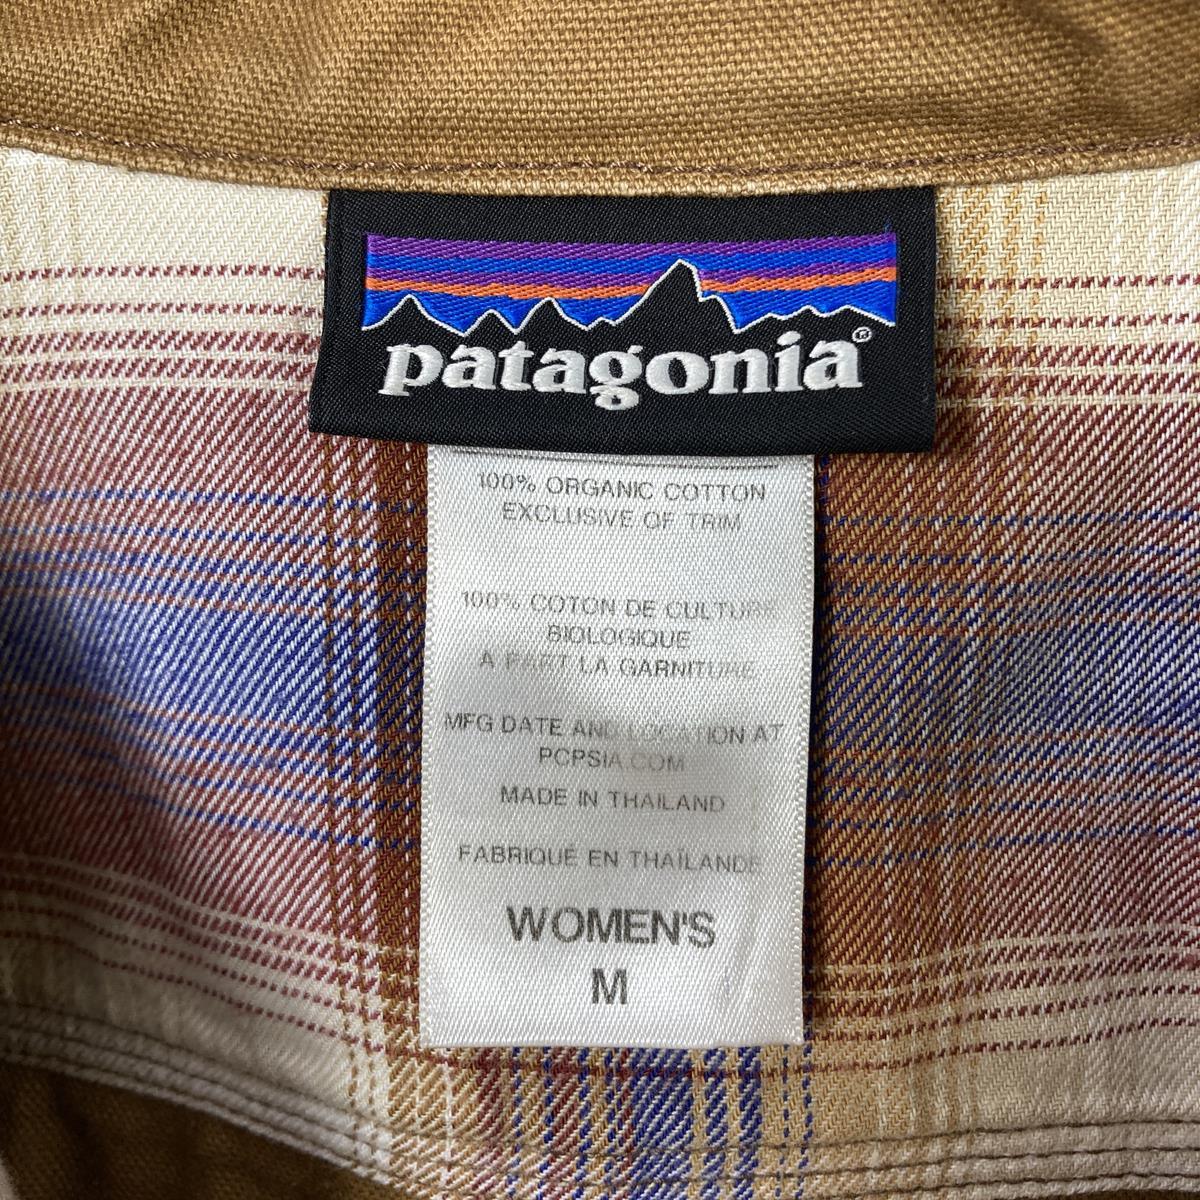 patagonia®
100% ORGANIC COTTON
EXCLUSIVE OF TRIM
100% COTON DE CULTURE
BIOLOGIQUE
A PART LA GARNITURE
MFG DATE AND LOCATION AT
PCPSIA.COM
MADE IN THAILAND
FABRIQUÉ EN THAÏLANDE
WOMEN'S
M